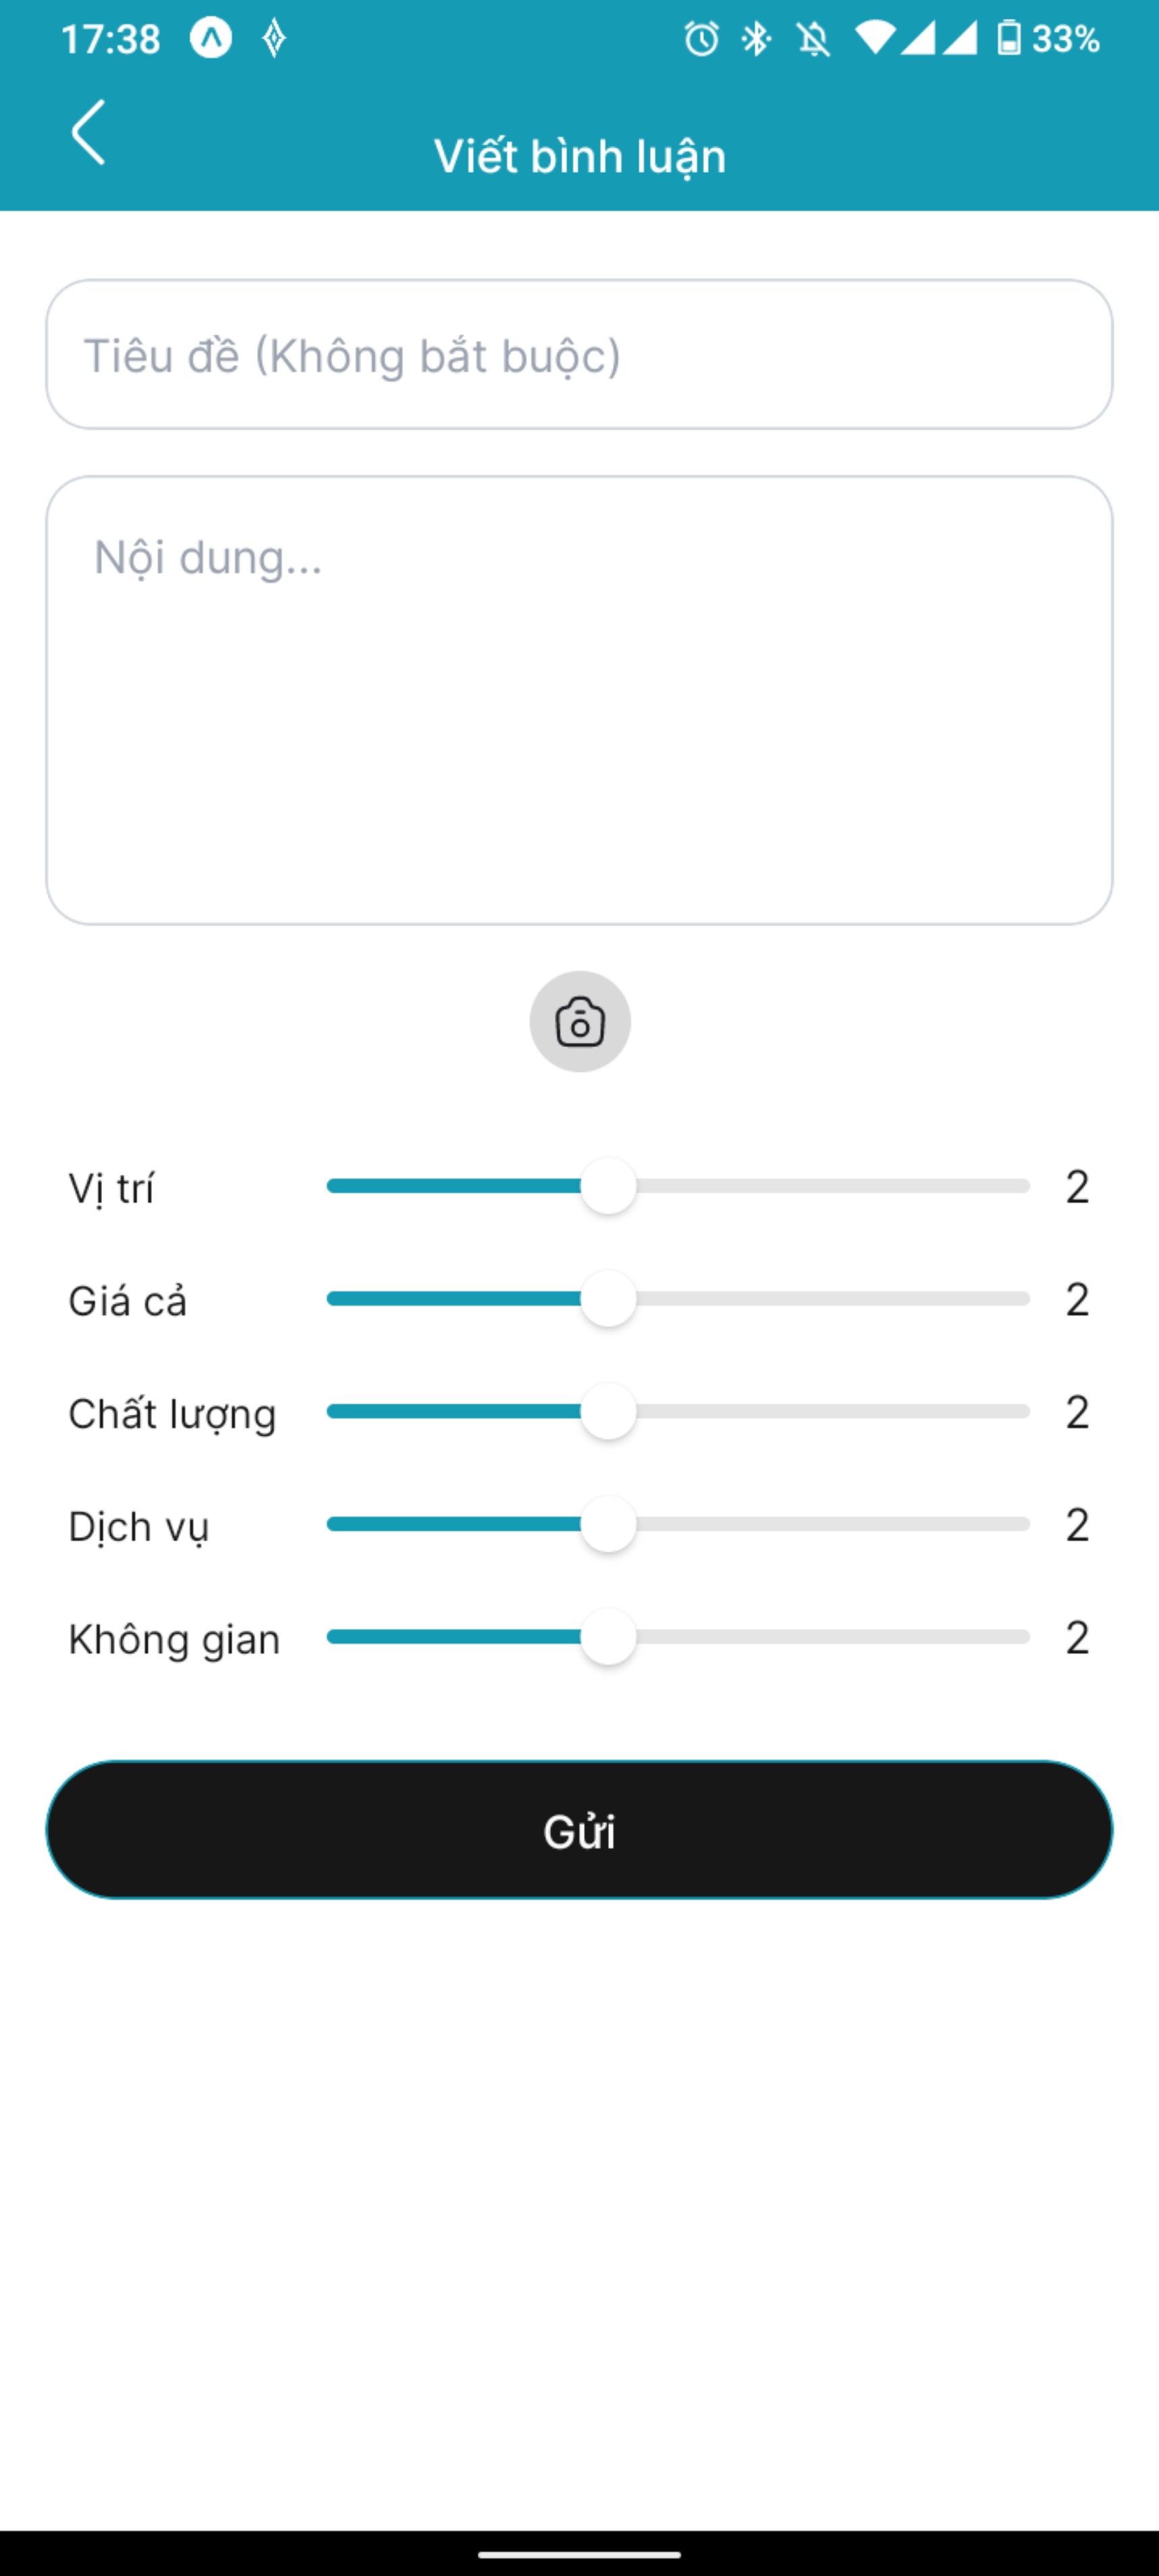 17:38 33%
Viết bình luận
Tiêu đề (Không bắt buộc)
Nội dung...
Vị trí 2
Giá cả 2
Chất lượng 2
Dịch vụ 2
Không gian 2
Gửi